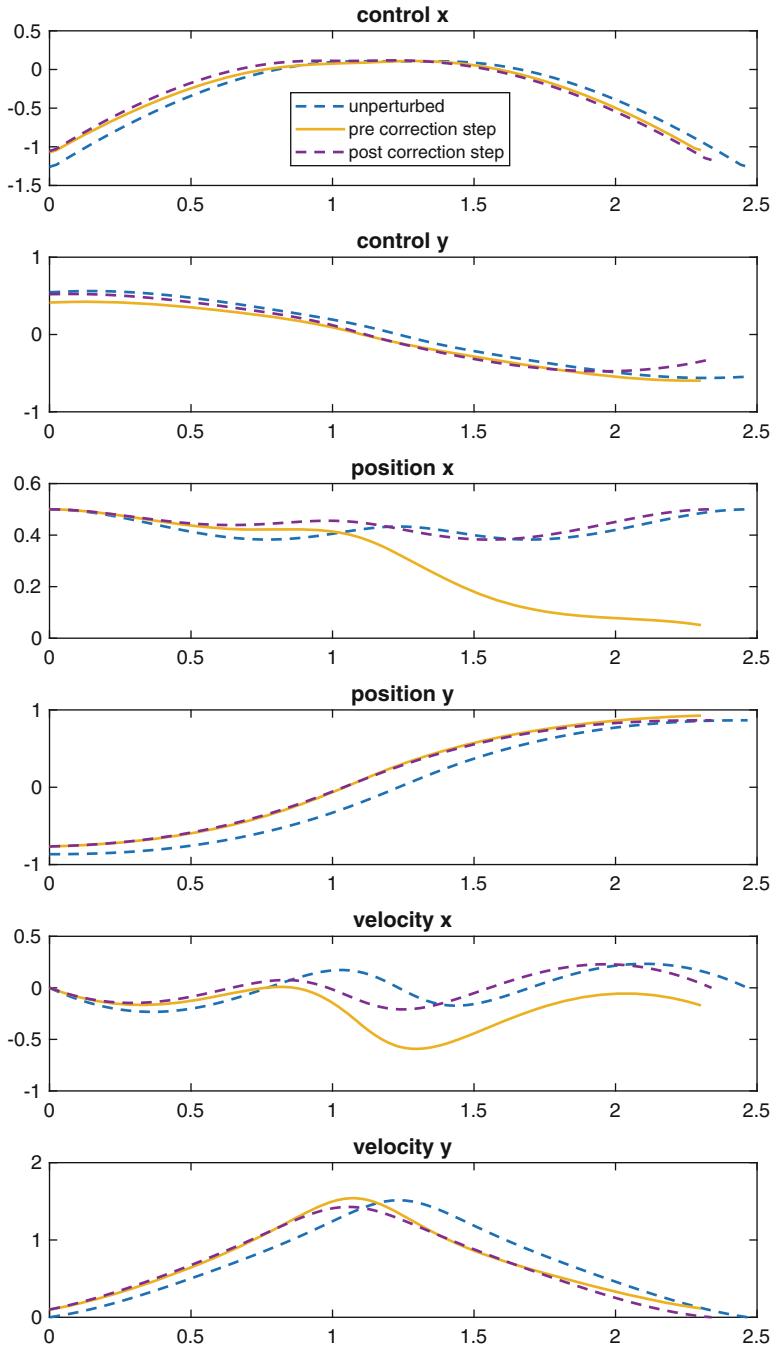 control x
0.5
0
-0.5
-1
-1.5
unperturbed
pre correction step
post correction step
0 0.5 1 1.5 2 2.5
control y
1
0
-1
0 0.5 1 1.5 2 2.5
position x
0.6
0.4
0.2
0
0 0.5 1 1.5 2 2.5
position y
1
0
-1
0 0.5 1 1.5 2 2.5
velocity x
0.5
0
-0.5
-1
0 0.5 1 1.5 2 2.5
velocity y
2
1
0
0 0.5 1 1.5 2 2.5